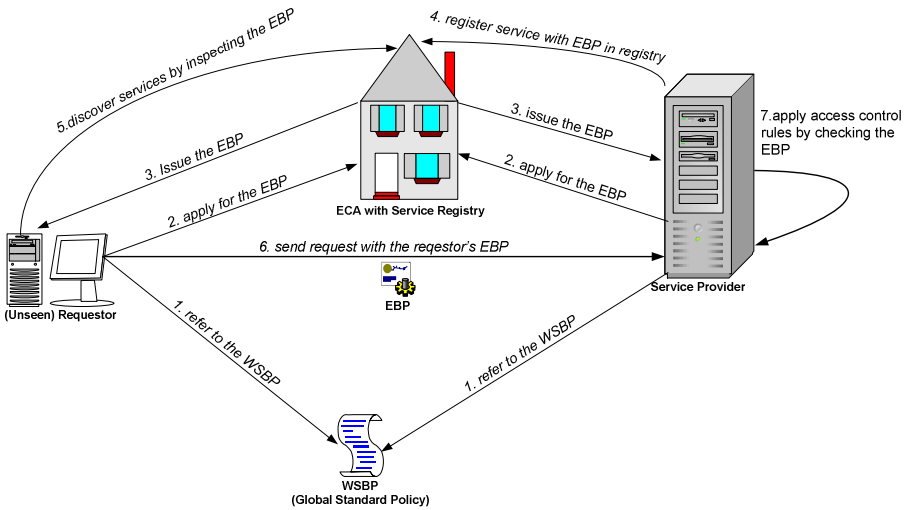 4. register service with EBP in registry
5.discover services by inspecting the EBP
7.apply access control
rules by checking the
EBP
3. issue the EBP
3. Issue the EBP
2. apply for the EBP
2. apply for the EBP
ECA with Service Registry
6. send request with the reqestor's EBP
EBP
Service Provider
(Unseen) Requestor
1. refer to the WSBP
1. refer to the WSBP
WSBP
(Global Standard Policy)